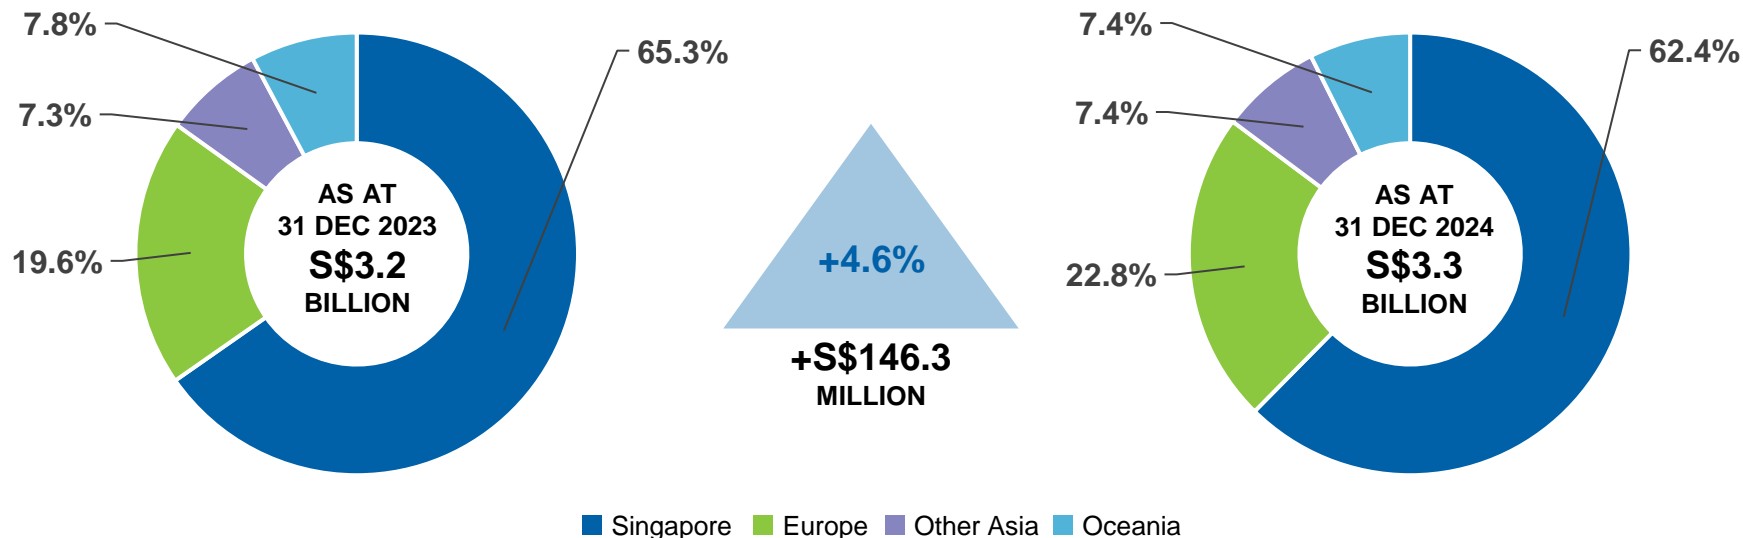 7.8%
65.3%
7.3%
19.6%
AS AT
31 DEC 2023
S$3.2
BILLION
+4.6%
+S$146.3
MILLION
7.4%
62.4%
7.4%
22.8%
AS AT
31 DEC 2024
S$3.3
BILLION
Singapore Europe Other Asia Oceania